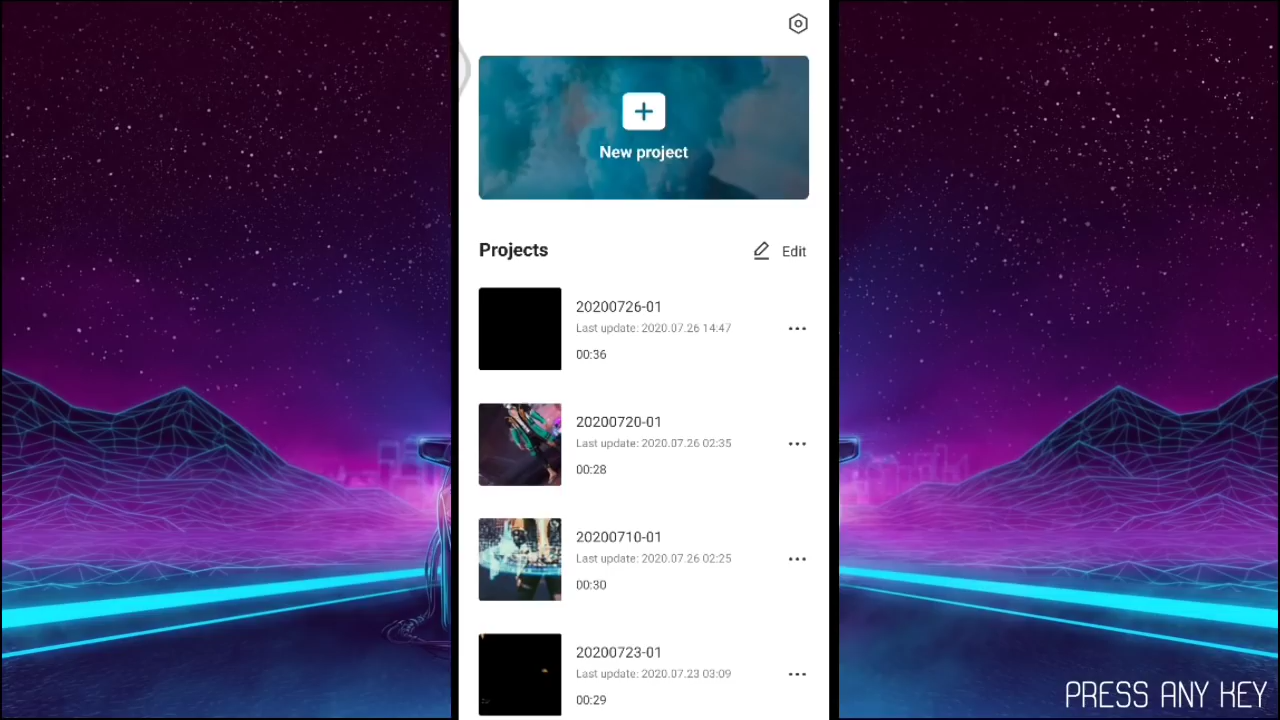 New project
Projects
Edit
20200726-01
Last update: 2020.07.26 14:47
00:36
20200720-01
Last update: 2020.07.26 02:35
00:28
20200710-01
Last update: 2020.07.26 02:25
00:30
20200723-01
Last update: 2020.07.23 03:09
00:29
PRESS ANY KEY